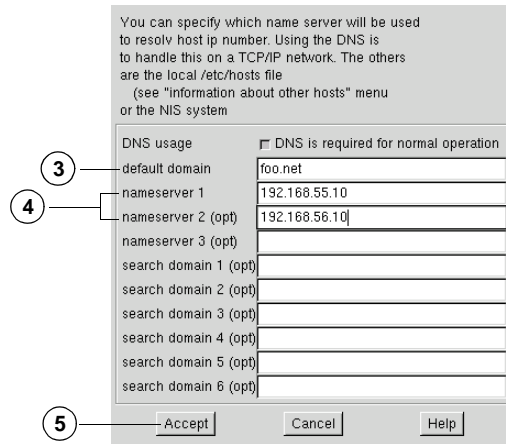 You can specify which name server will be used
to resolv host ip number. Using the DNS is
to handle this on a TCP/IP network. The others
are the local /etc/hosts file
(see "information about other hosts" menu
or the NIS system
DNS usage DNS is required for normal operation
3 default domain foo.net
4
nameserver 1 192.168.55.10
nameserver 2 (opt) 192.168.56.10
nameserver 3 (opt)
search domain 1 (opt)
search domain 2 (opt)
search domain 3 (opt)
search domain 4 (opt)
search domain 5 (opt)
search domain 6 (opt)
5 Accept Cancel Help